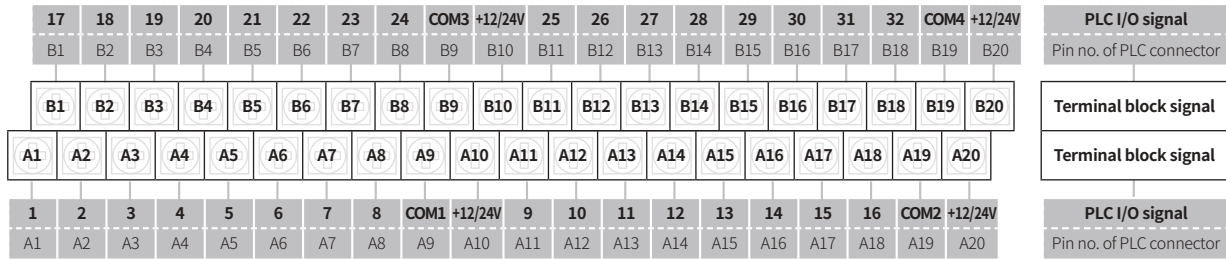 17 18 19 20 21 22 23 24 COM3 +12/24V 25 26 27 28 29 30 31 32 COM4 +12/24V PLC I/O signal
B1 B2 B3 B4 B5 B6 B7 B8 B9 B10 B11 B12 B13 B14 B15 B16 B17 B18 B19 B20 Pin no. of PLC connector
B1 B2 B3 B4 B5 B6 B7 B8 B9 B10 B11 B12 B13 B14 B15 B16 B17 B18 B19 B20 Terminal block signal
A1 A2 A3 A4 A5 A6 A7 A8 A9 A10 A11 A12 A13 A14 A15 A16 A17 A18 A19 A20 Terminal block signal
1 2 3 4 5 6 7 8 COM1 +12/24V 9 10 11 12 13 14 15 16 COM2 +12/24V PLC I/O signal
A1 A2 A3 A4 A5 A6 A7 A8 A9 A10 A11 A12 A13 A14 A15 A16 A17 A18 A19 A20 Pin no. of PLC connector